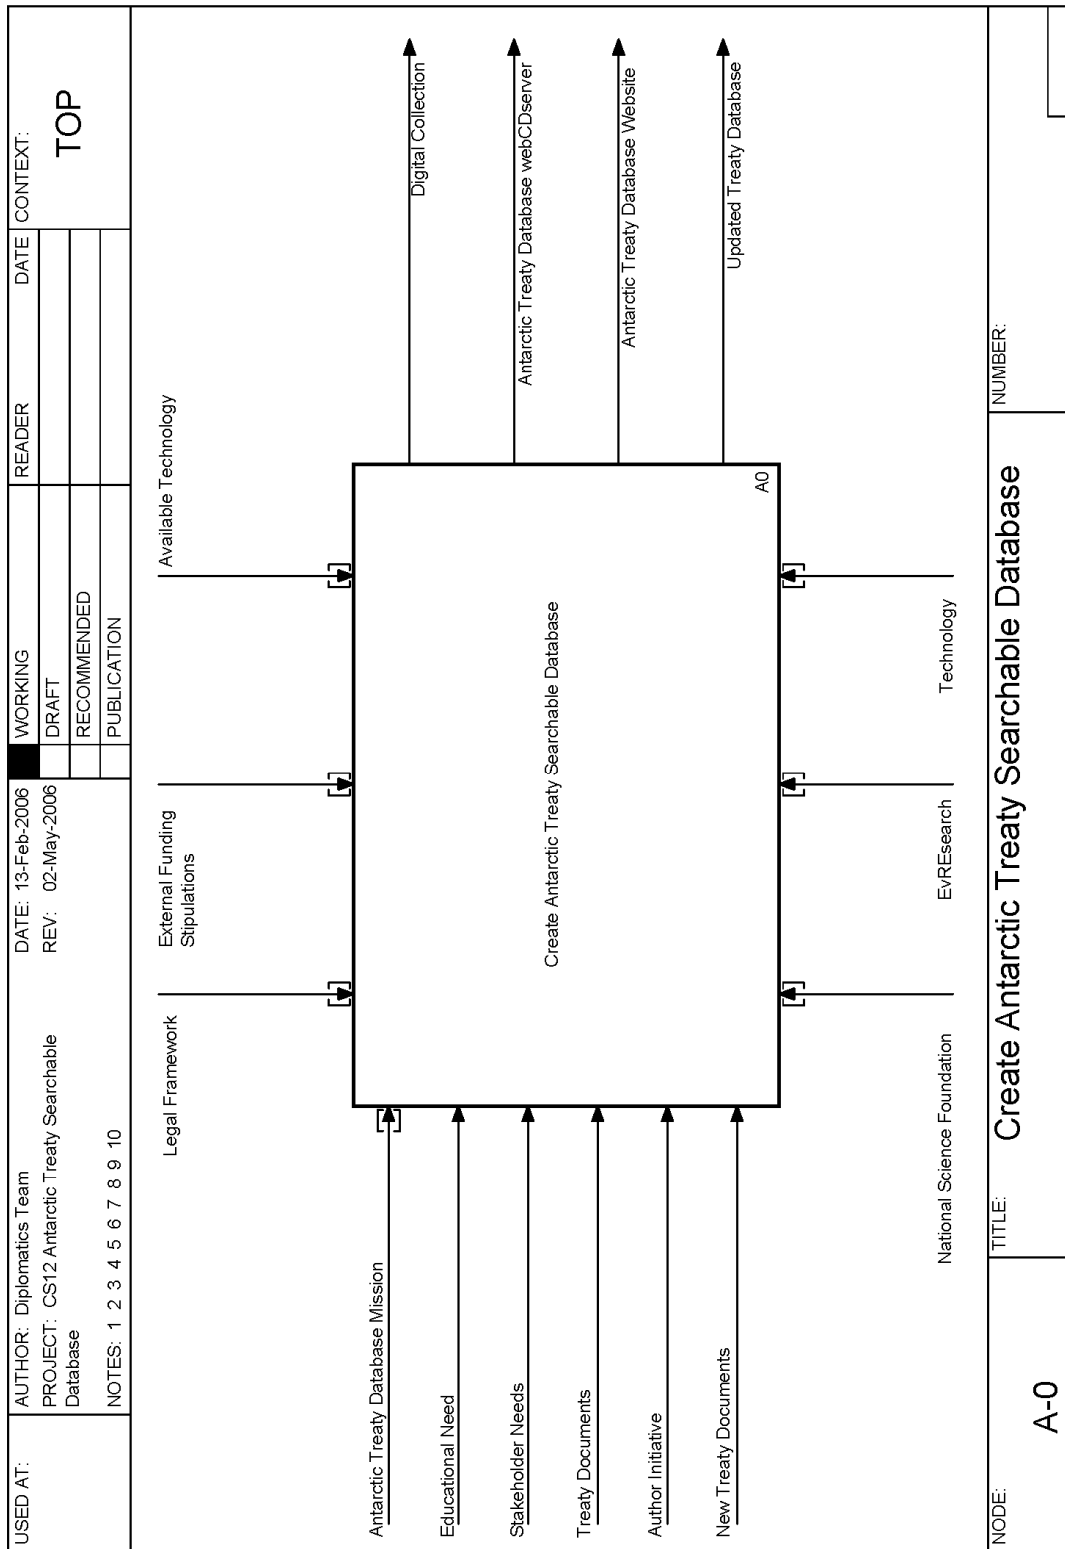 USED AT:
AUTHOR: Diplomatics Team
PROJECT: CS12 Antarctic Treaty Searchable
Database
NOTES: 1 2 3 4 5 6 7 8 9 10
DATE: 13-Feb-2006
REV: 02-May-2006
WORKING
DRAFT
RECOMMENDED
PUBLICATION
READER
DATE
CONTEXT:
TOP
Legal Framework
External Funding
Stipulations
Available Technology
Antarctic Treaty Database Mission
Educational Need
Stakeholder Needs
Treaty Documents
Author Initiative
New Treaty Documents
Create Antarctic Treaty Searchable Database
A0
Digital Collection
Antarctic Treaty Database webCDserver
Antarctic Treaty Database Website
Updated Treaty Database
National Science Foundation
EvREsearch
Technology
NODE:
A-0
TITLE:
Create Antarctic Treaty Searchable Database
NUMBER: